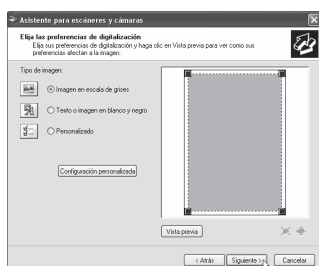 Asistente para escáneres y cámaras
Elija las preferencias de digitalización
Elija sus preferencias de digitalización y haga clic en Vista previa para ver como sus
preferencias afectan a la imagen.
Tipo de imagen:
Imagen en escala de grises
Texto o imagen en blanco y negro
Personalizado
Configuración personalizada
Vista previa
< Atrás
Siguiente >
Cancelar